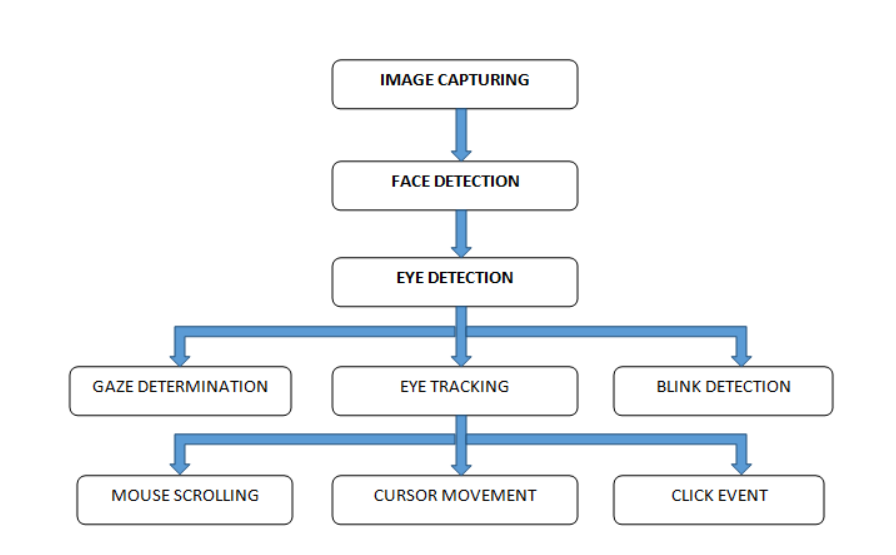 IMAGE CAPTURING
FACE DETECTION
EYE DETECTION
GAZE DETERMINATION
EYE TRACKING
BLINK DETECTION
MOUSE SCROLLING
CURSOR MOVEMENT
CLICK EVENT